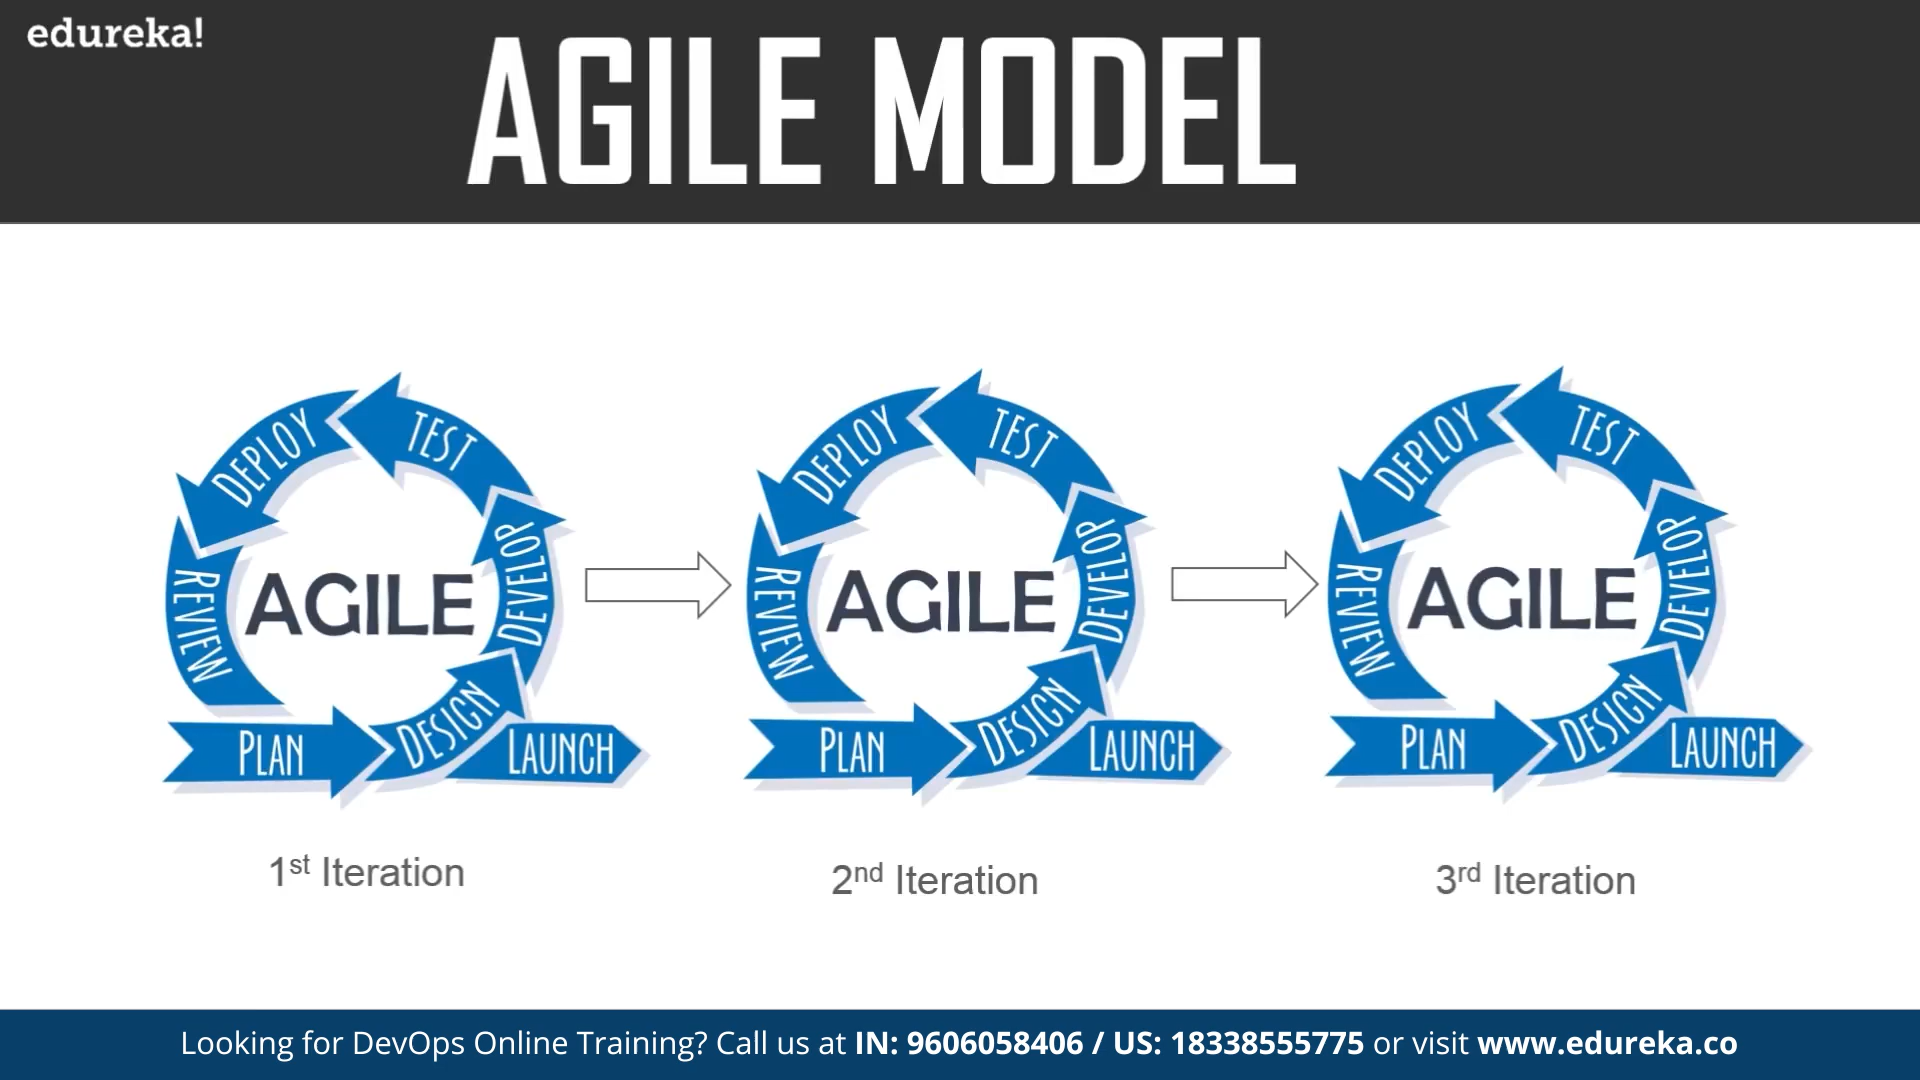 edureka!
AGILE MODEL
DEPLOY
TEST
REVIEW
AGILE
DEVELOP
PLAN
DESIGN
LAUNCH
1st Iteration
DEPLOY
TEST
REVIEW
AGILE
DEVELOP
PLAN
DESIGN
LAUNCH
2nd Iteration
DEPLOY
TEST
REVIEW
AGILE
DEVELOP
PLAN
DESIGN
LAUNCH
3rd Iteration
Looking for DevOps Online Training? Call us at IN: 9606058406 / US: 18338555775 or visit www.edureka.co